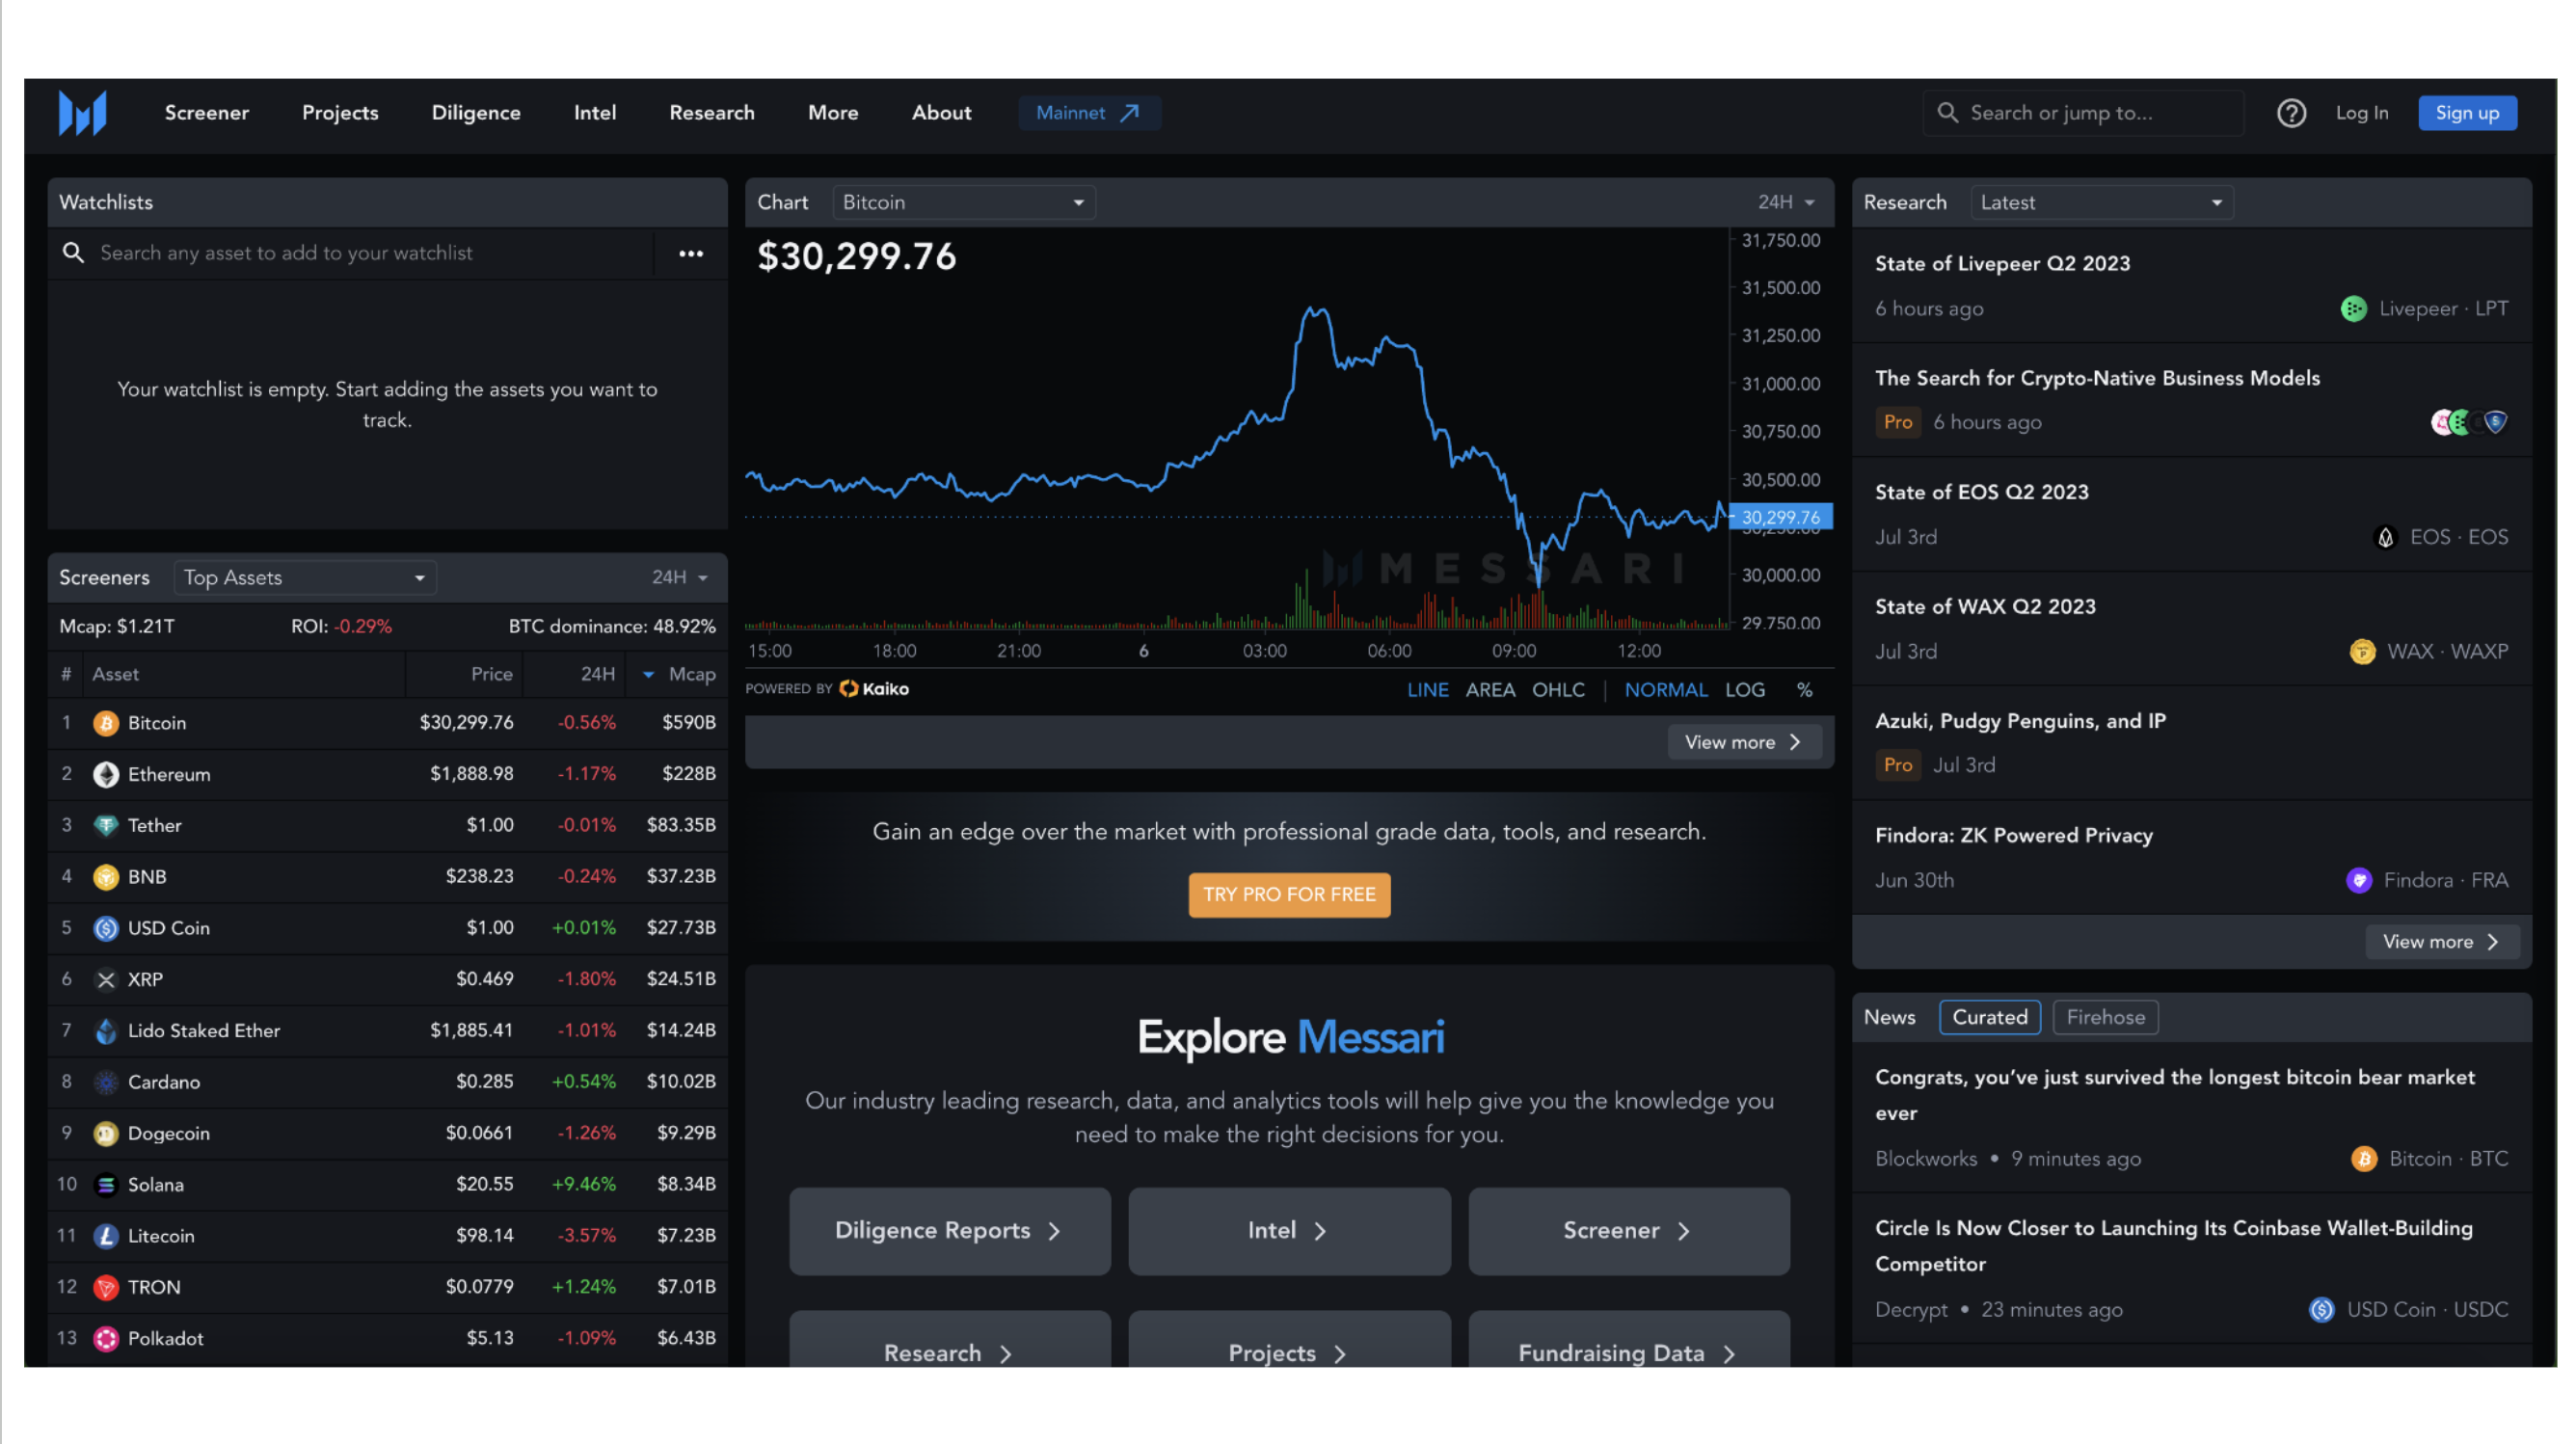 Screener Projects Diligence Intel Research More About Mainnet Search or jump to... Log In Sign up
Watchlists
Search any asset to add to your watchlist
Your watchlist is empty. Start adding the assets you want to
track.
Screeners Top Assets 24H
Mcap: $1.21T ROI: -0.29% BTC dominance: 48.92%
# Asset Price 24H Mcap
1 Bitcoin $30,299.76 -0.56% $590B
2 Ethereum $1,888.98 -1.17% $228B
3 Tether $1.00 -0.01% $83.35B
4 BNB $238.23 -0.24% $37.23B
5 USD Coin $1.00 +0.01% $27.73B
6 XRP $0.469 -1.80% $24.51B
7 Lido Staked Ether $1,885.41 -1.01% $14.24B
8 Cardano $0.285 +0.54% $10.02B
9 Dogecoin $0.0661 -1.26% $9.29B
10 Solana $20.55 +9.46% $8.34B
11 Litecoin $98.14 -3.57% $7.23B
12 TRON $0.0779 +1.24% $7.01B
13 Polkadot $5.13 -1.09% $6.43B
Chart Bitcoin 24H
$30,299.76
31,750.00
31,500.00
31,250.00
31,000.00
30,750.00
30,500.00
30,299.76
30,250.00
30,000.00
29,750.00
MESSARI
15:00 18:00 21:00 6 03:00 06:00 09:00 12:00
POWERED BY Kaiko LINE AREA OHLC | NORMAL LOG %
View more
Gain an edge over the market with professional grade data, tools, and research.
TRY PRO FOR FREE
Explore Messari
Our industry leading research, data, and analytics tools will help give you the knowledge you
need to make the right decisions for you.
Diligence Reports Intel Screener
Research Projects Fundraising Data
Research Latest
State of Livepeer Q2 2023
6 hours ago Livepeer · LPT
The Search for Crypto-Native Business Models
Pro 6 hours ago
State of EOS Q2 2023
Jul 3rd EOS · EOS
State of WAX Q2 2023
Jul 3rd WAX · WAXP
Azuki, Pudgy Penguins, and IP
Pro Jul 3rd
Findora: ZK Powered Privacy
Jun 30th Findora · FRA
View more
News Curated Firehose
Congrats, you’ve just survived the longest bitcoin bear market
ever
Blockworks • 9 minutes ago Bitcoin · BTC
Circle Is Now Closer to Launching Its Coinbase Wallet-Building
Competitor
Decrypt • 23 minutes ago USD Coin · USDC